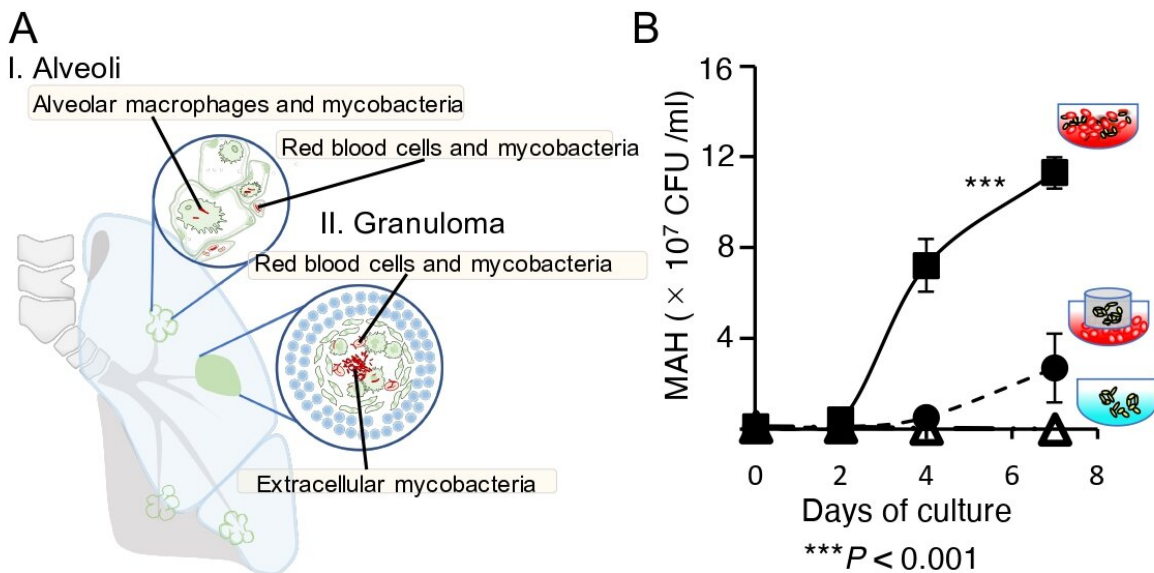 A
I. Alveoli
Alveolar macrophages and mycobacteria
Red blood cells and mycobacteria
II. Granuloma
Red blood cells and mycobacteria
Extracellular mycobacteria
B
MAH ( × 10⁷ CFU /ml)
16
12
8
4
***
0 2 4 6 8
Days of culture
***P < 0.001